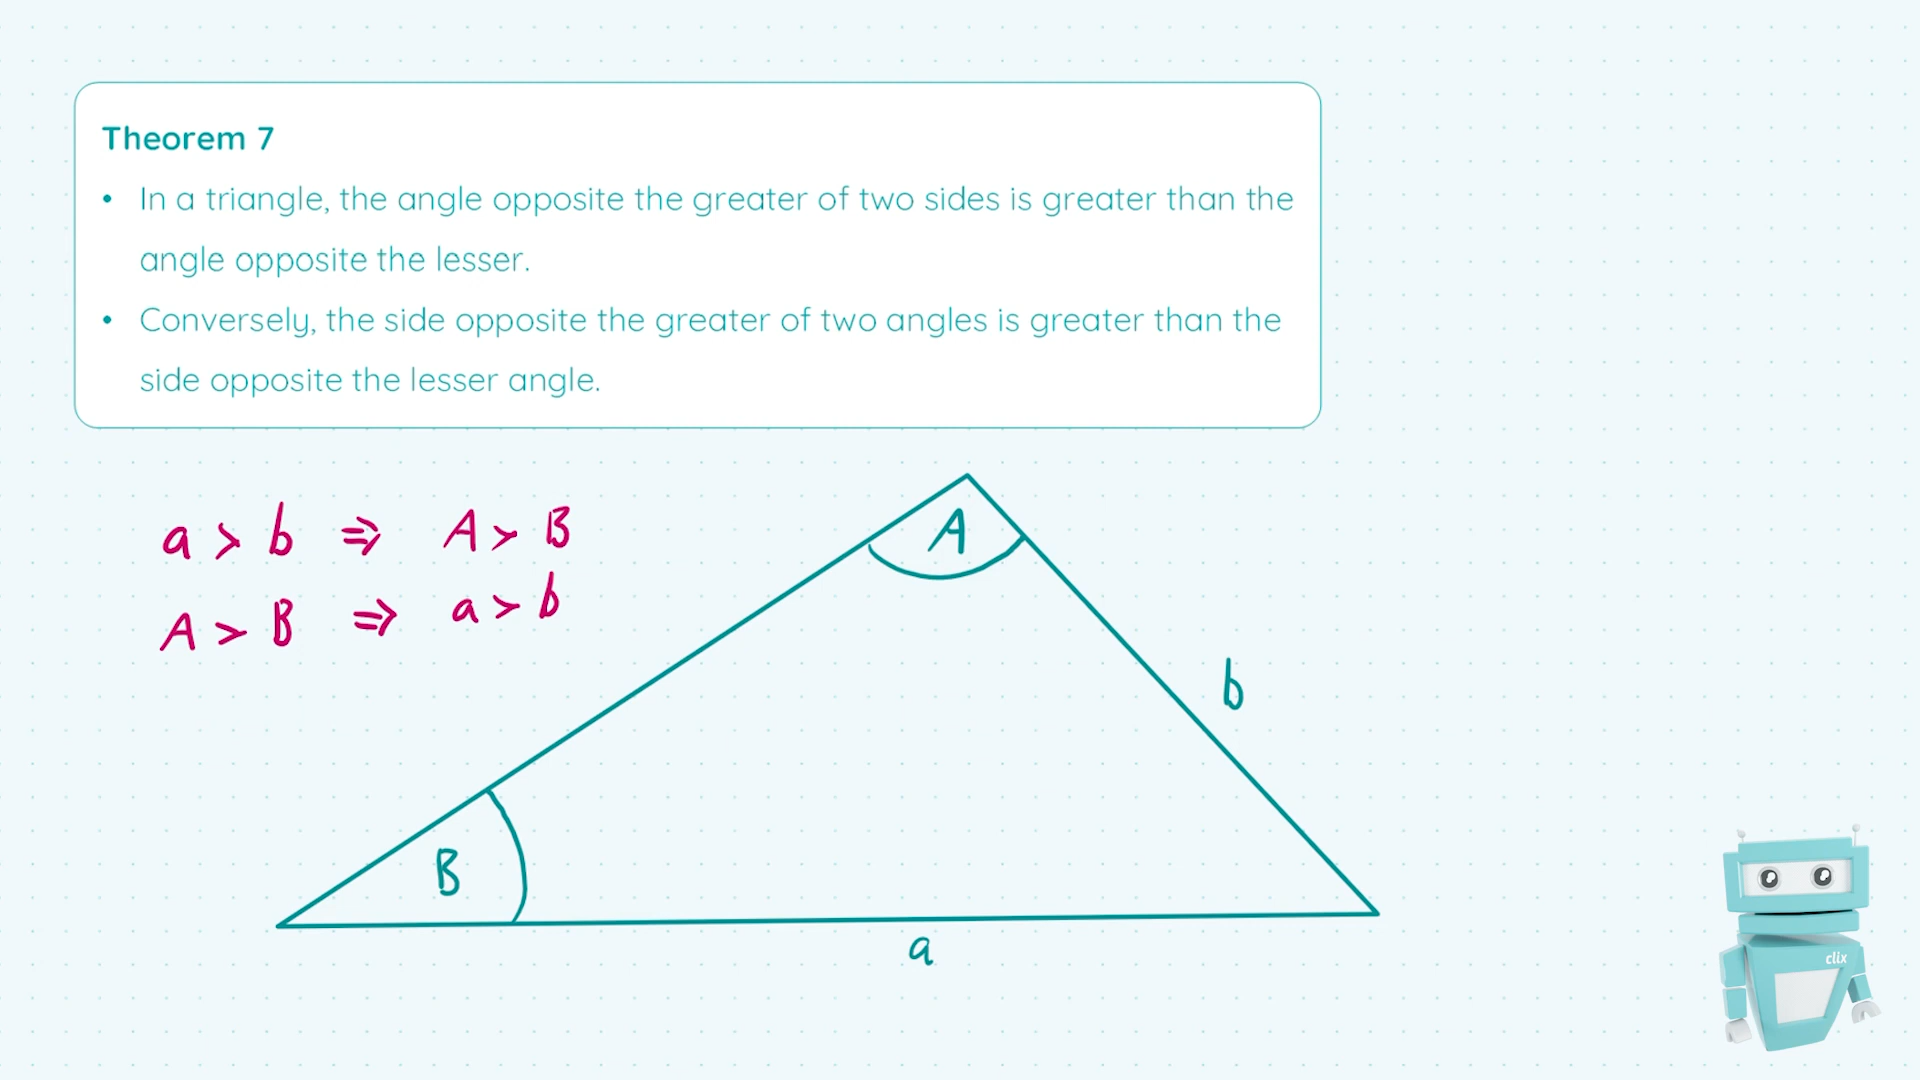 Theorem 7
• In a triangle, the angle opposite the greater of two sides is greater than the
angle opposite the lesser.
• Conversely, the side opposite the greater of two angles is greater than the
side opposite the lesser angle.
a > b ⇒ A > B
A > B ⇒ a > b
A
b
B
a
clix